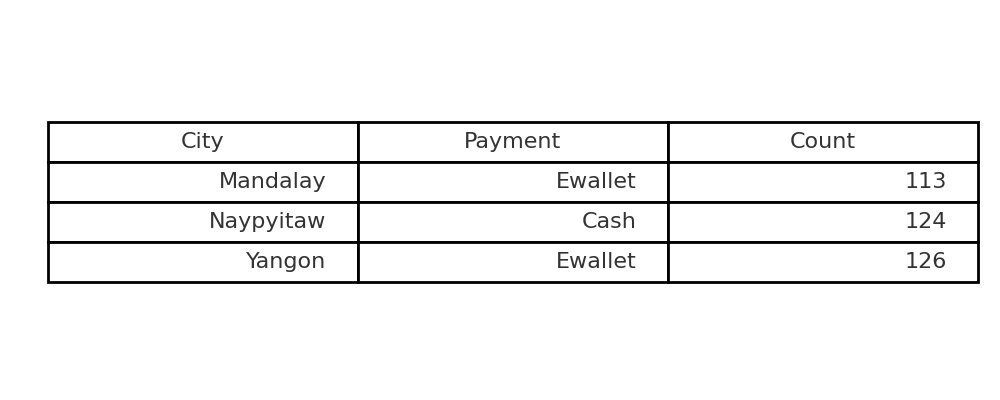 City Payment Count
Mandalay Ewallet 113
Naypyitaw Cash 124
Yangon Ewallet 126